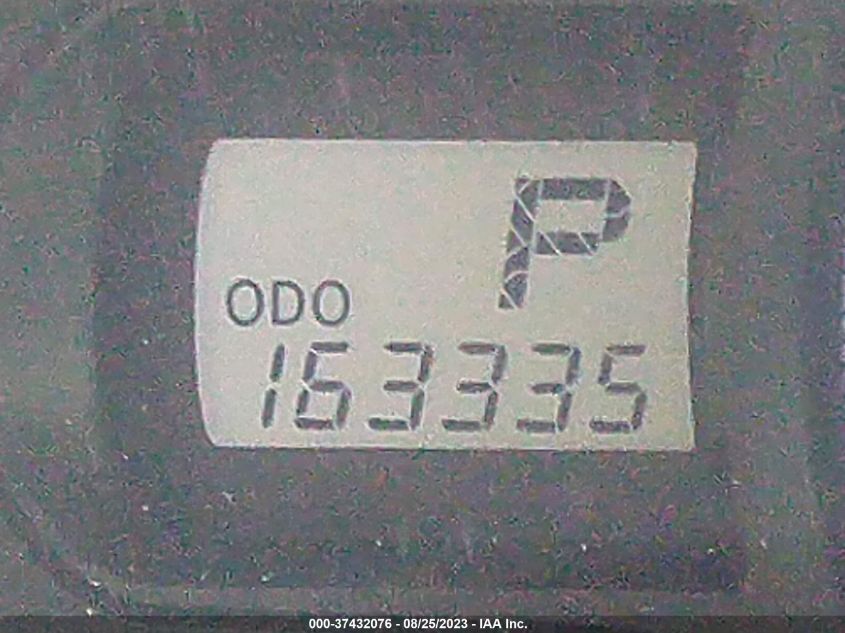 P
ODO
163335
000-37432076 - 08/25/2023 - IAA Inc.